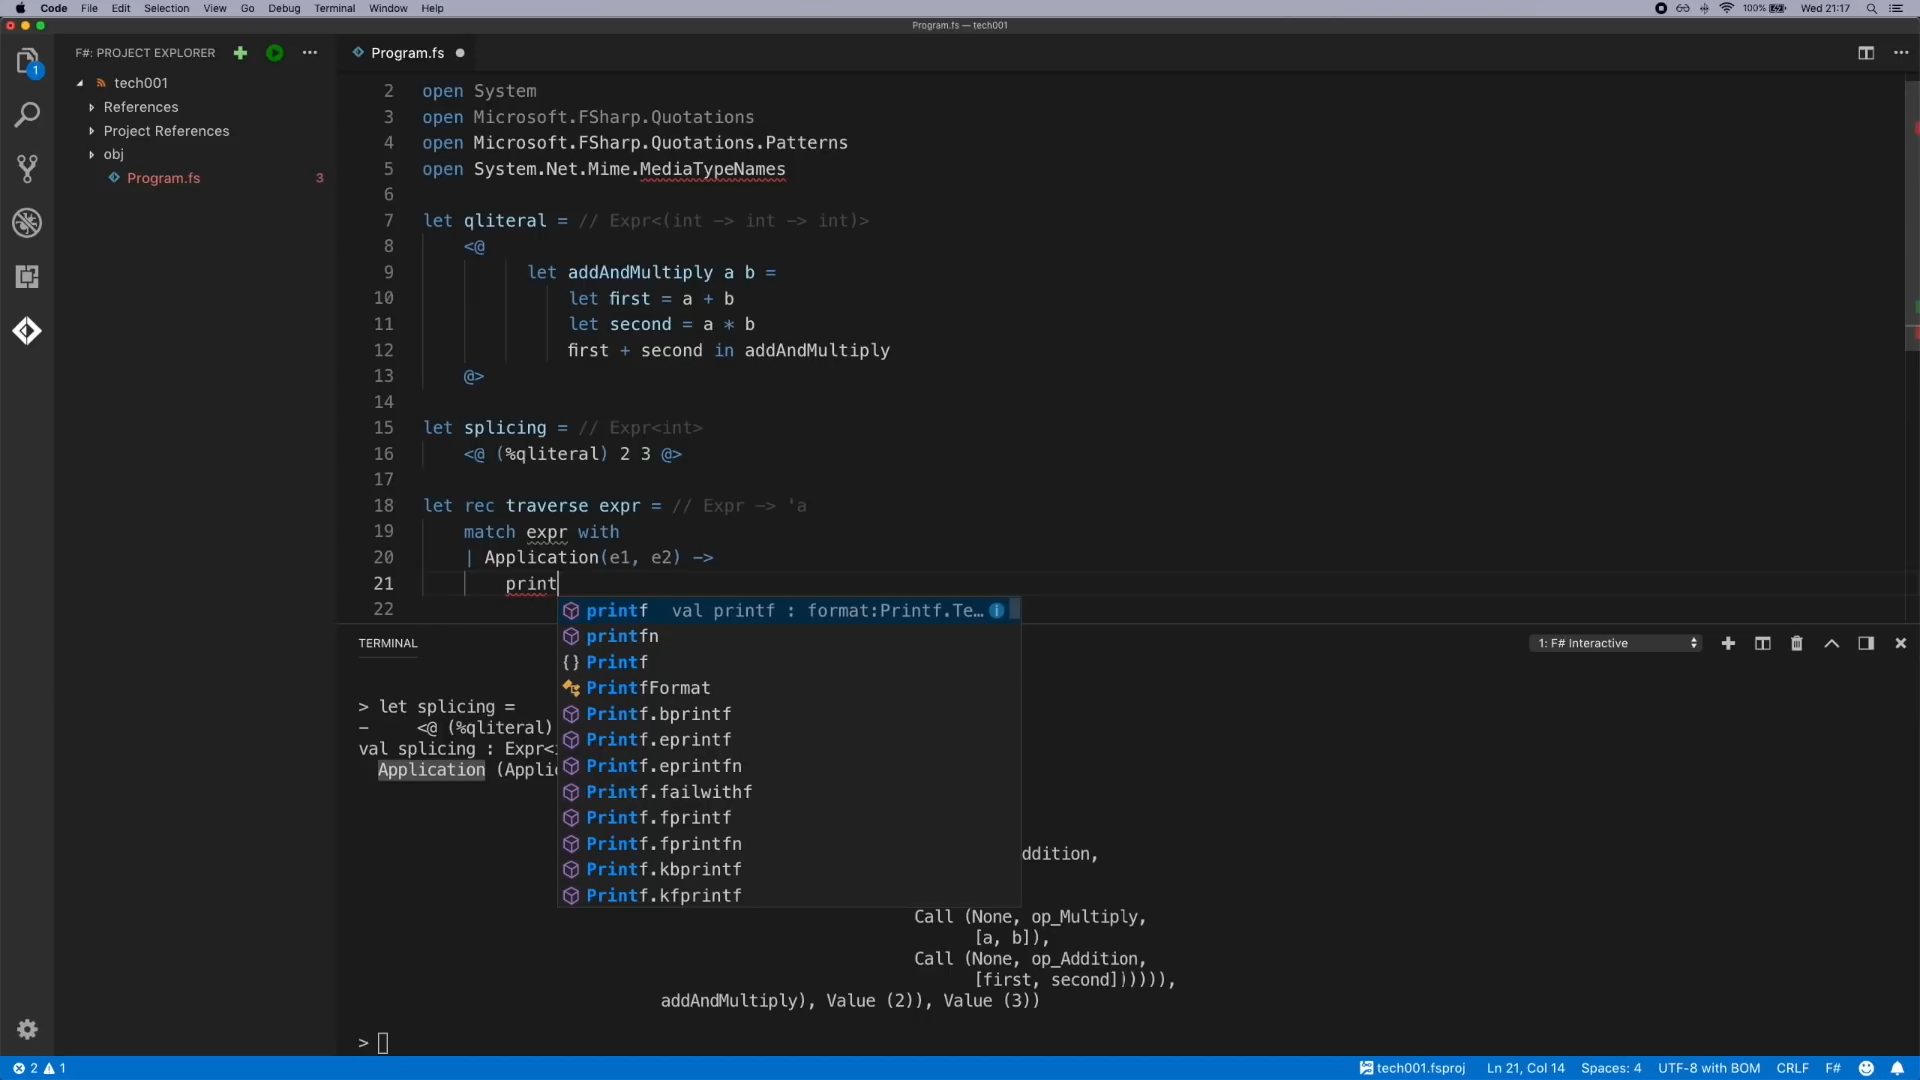 Code File Edit Selection View Go Debug Terminal Window Help 100% Wed 21:17
Program.fs — tech001
F#: PROJECT EXPLORER
Program.fs
1
tech001
References
Project References
obj
Program.fs 3
2 open System
3 open Microsoft.FSharp.Quotations
4 open Microsoft.FSharp.Quotations.Patterns
5 open System.Net.Mime.MediaTypeNames
6
7 let qliteral = // Expr<(int -> int -> int)>
8 <@
9 let addAndMultiply a b =
10 let first = a + b
11 let second = a * b
12 first + second in addAndMultiply
13 @>
14
15 let splicing = // Expr<int>
16 <@ (%qliteral) 2 3 @>
17
18 let rec traverse expr = // Expr -> 'a
19 match expr with
20 | Application(e1, e2) ->
21 print
22
printf val printf : format:Printf.Te…
printfn
Printf
PrintfFormat
Printf.bprintf
Printf.eprintf
Printf.eprintfn
Printf.failwithf
Printf.fprintf
Printf.fprintfn
Printf.kbprintf
Printf.kfprintf
TERMINAL
1: F# Interactive
> let splicing =
- <@ (%qliteral)
val splicing : Expr<
Application (Appli
ddition,
Call (None, op_Multiply,
[a, b]),
Call (None, op_Addition,
[first, second])))))),
addAndMultiply), Value (2)), Value (3))
>
2 1 tech001.fsproj Ln 21, Col 14 Spaces: 4 UTF-8 with BOM CRLF F#